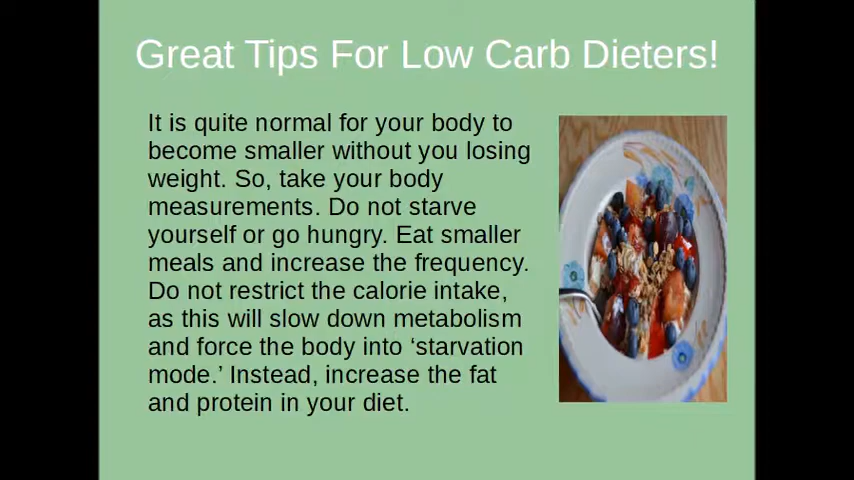 Great Tips For Low Carb Dieters!
It is quite normal for your body to
become smaller without you losing
weight. So, take your body
measurements. Do not starve
yourself or go hungry. Eat smaller
meals and increase the frequency.
Do not restrict the calorie intake,
as this will slow down metabolism
and force the body into ‘starvation
mode.’ Instead, increase the fat
and protein in your diet.